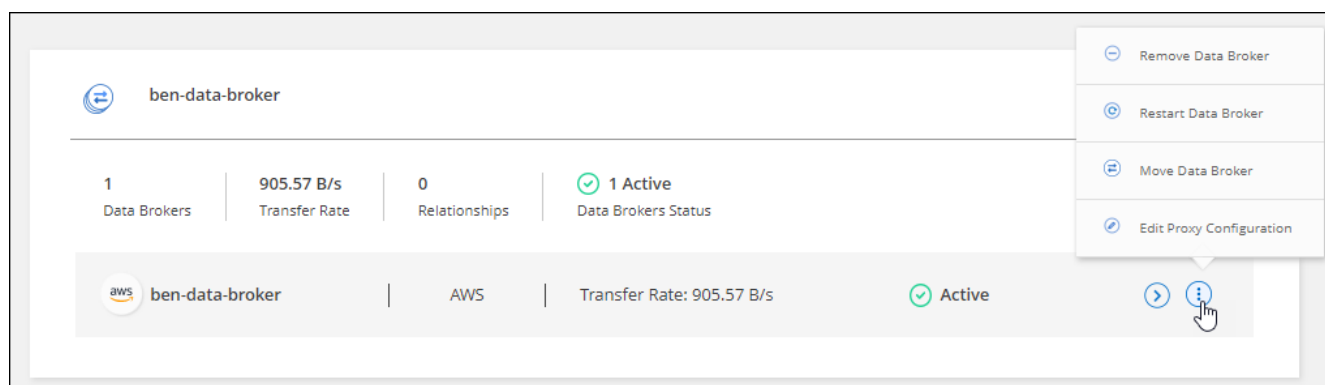 Remove Data Broker
ben-data-broker
Restart Data Broker
Move Data Broker
1 905.57 B/s 0 1 Active
Data Brokers Transfer Rate Relationships Data Brokers Status
Edit Proxy Configuration
aws ben-data-broker AWS Transfer Rate: 905.57 B/s Active